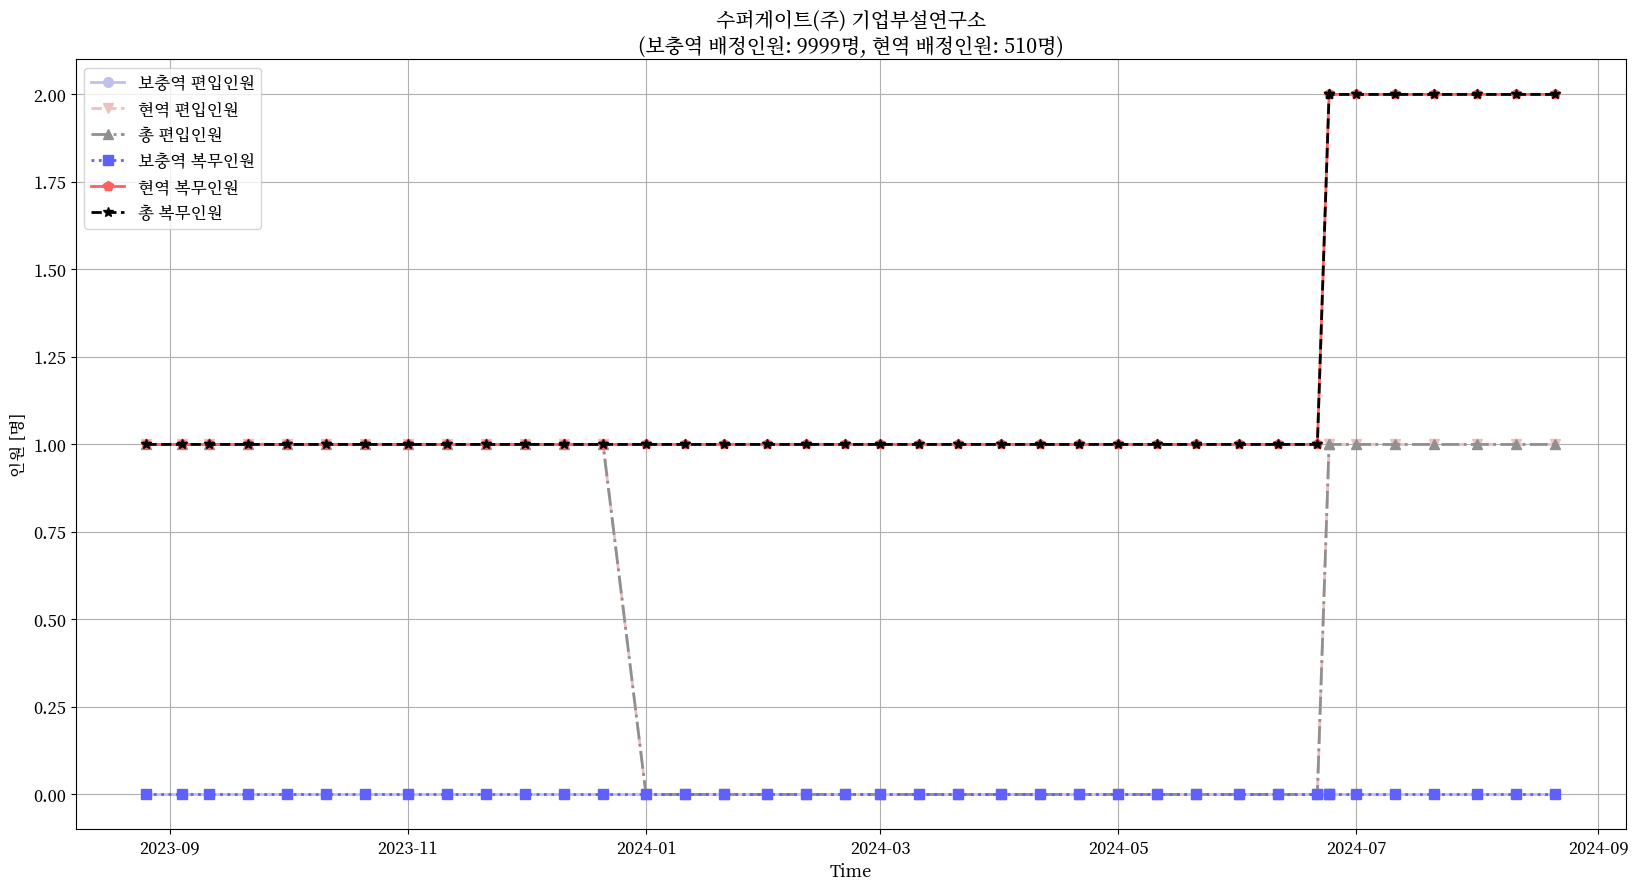 수퍼게이트(주) 기업부설연구소
(보충역 배정인원: 9999명, 현역 배정인원: 510명)
보충역 편입인원
현역 편입인원
총 편입인원
보충역 복무인원
현역 복무인원
총 복무인원
2.00
1.75
1.50
1.25
1.00
0.75
0.50
0.25
0.00
인원 [명]
2023-09
2023-11
2024-01
2024-03
2024-05
2024-07
2024-09
Time